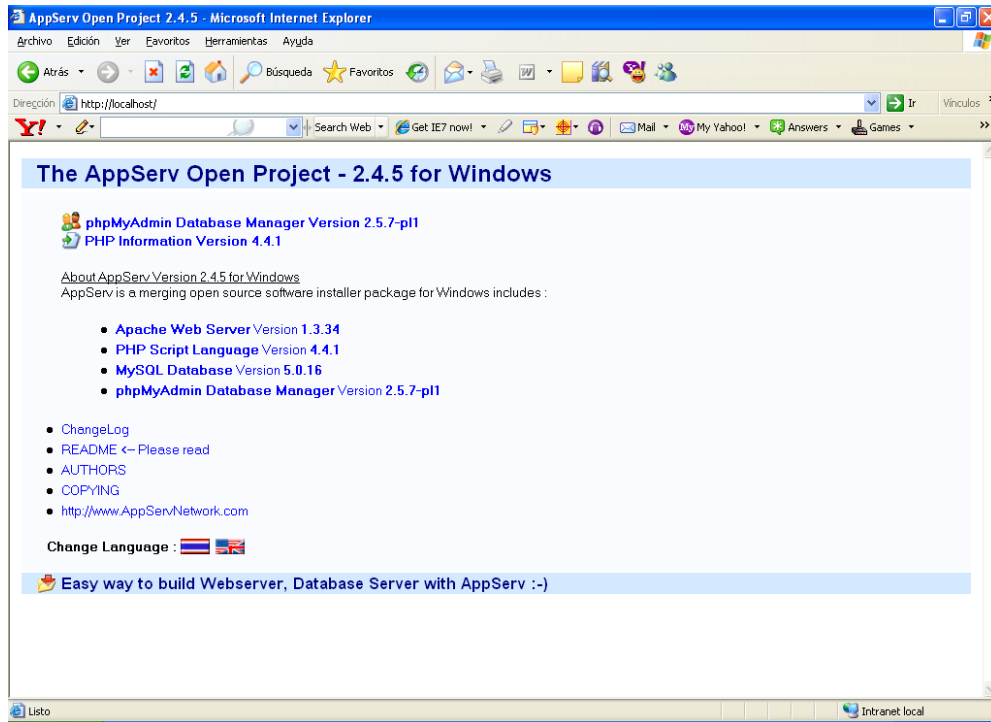 AppServ Open Project 2.4.5 - Microsoft Internet Explorer
Archivo Edición Ver Favoritos Herramientas Ayuda
Atrás Búsqueda Favoritos
Dirección http://localhost/ Ir Vínculos
Y! Search Web Get IE7 now! Mail My Yahoo! Answers Games
The AppServ Open Project - 2.4.5 for Windows
phpMyAdmin Database Manager Version 2.5.7-pl1
PHP Information Version 4.4.1
About AppServ Version 2.4.5 for Windows
AppServ is a merging open source software installer package for Windows includes :
Apache Web Server Version 1.3.34
PHP Script Language Version 4.4.1
MySQL Database Version 5.0.16
phpMyAdmin Database Manager Version 2.5.7-pl1
ChangeLog
README <-- Please read
AUTHORS
COPYING
http://www.AppServNetwork.com
Change Language :
Easy way to build Webserver, Database Server with AppServ :-)
Listo Intranet local